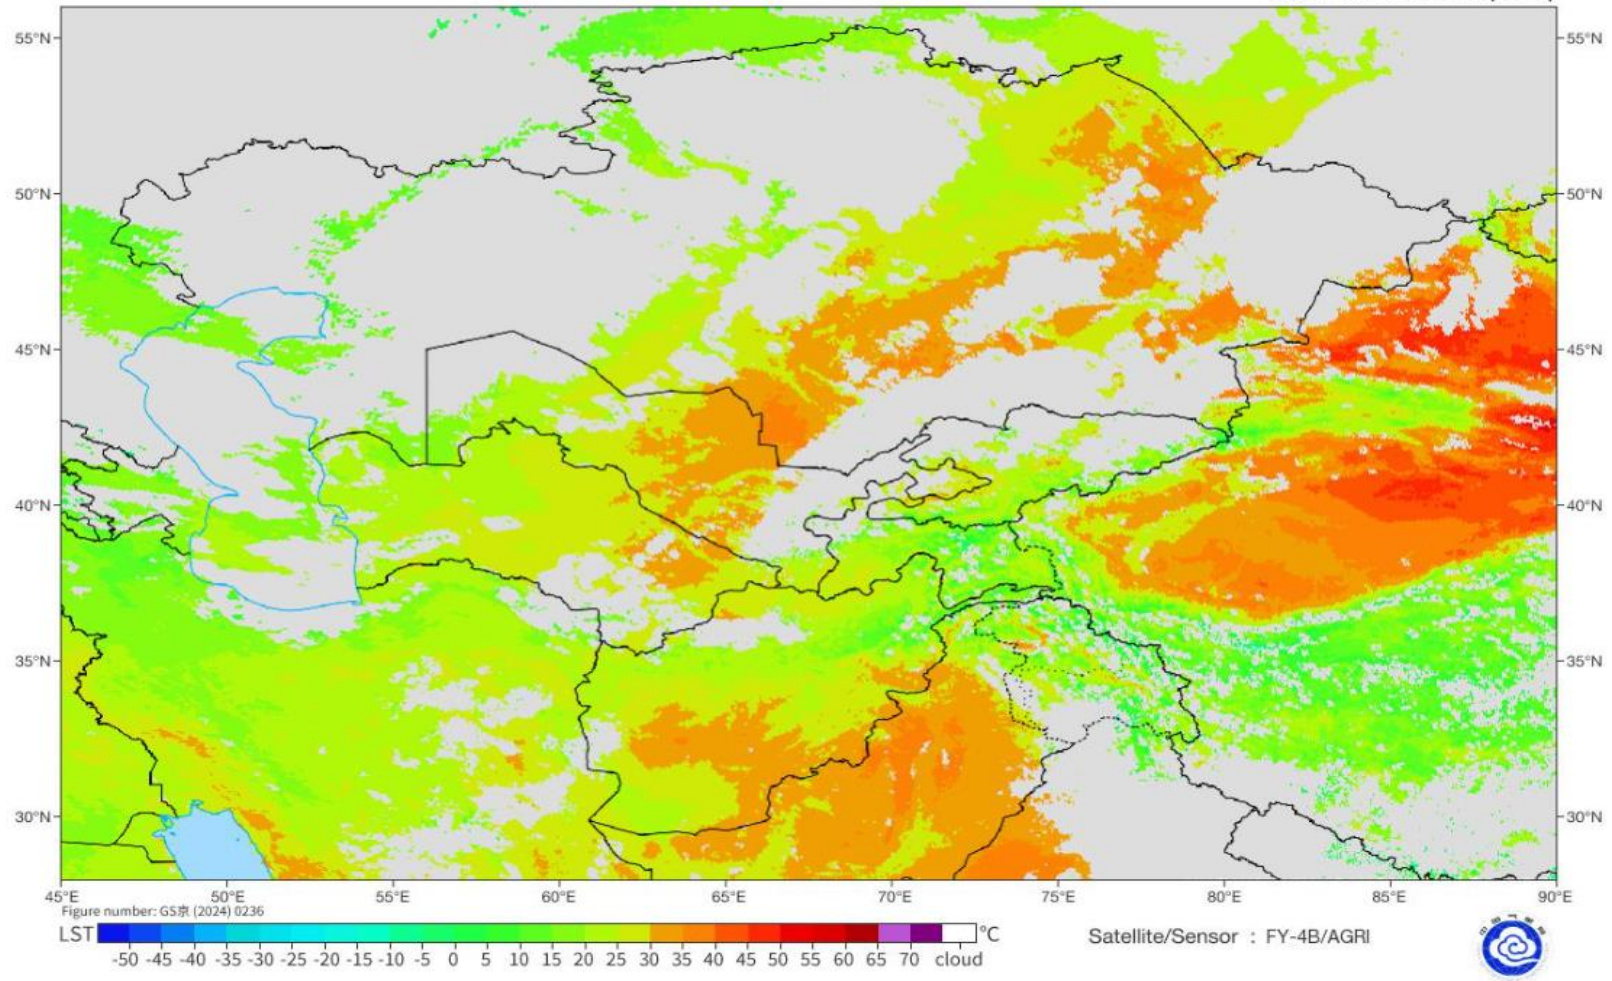 55°N
55°N
50°N
50°N
45°N
45°N
40°N
40°N
35°N
35°N
30°N
30°N
45°E 50°E 55°E 60°E 65°E 70°E 75°E 80°E 85°E 90°E
Figure number: GS京 (2024) 0236
LST
°C
-50 -45 -40 -35 -30 -25 -20 -15 -10 -5 0 5 10 15 20 25 30 35 40 45 50 55 60 65 70 cloud
Satellite/Sensor : FY-4B/AGRI